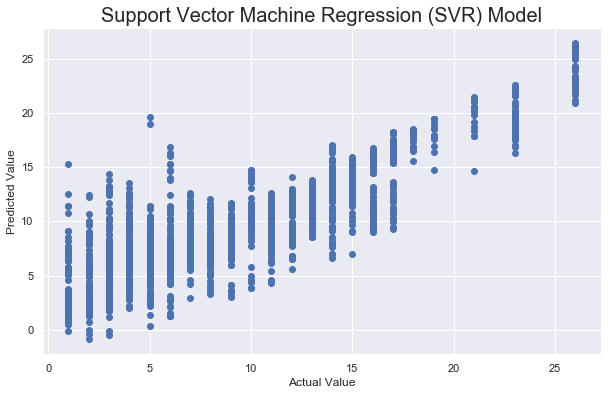 Support Vector Machine Regression (SVR) Model
25
20
15
10
5
0
Predicted Value
0 5 10 15 20 25
Actual Value